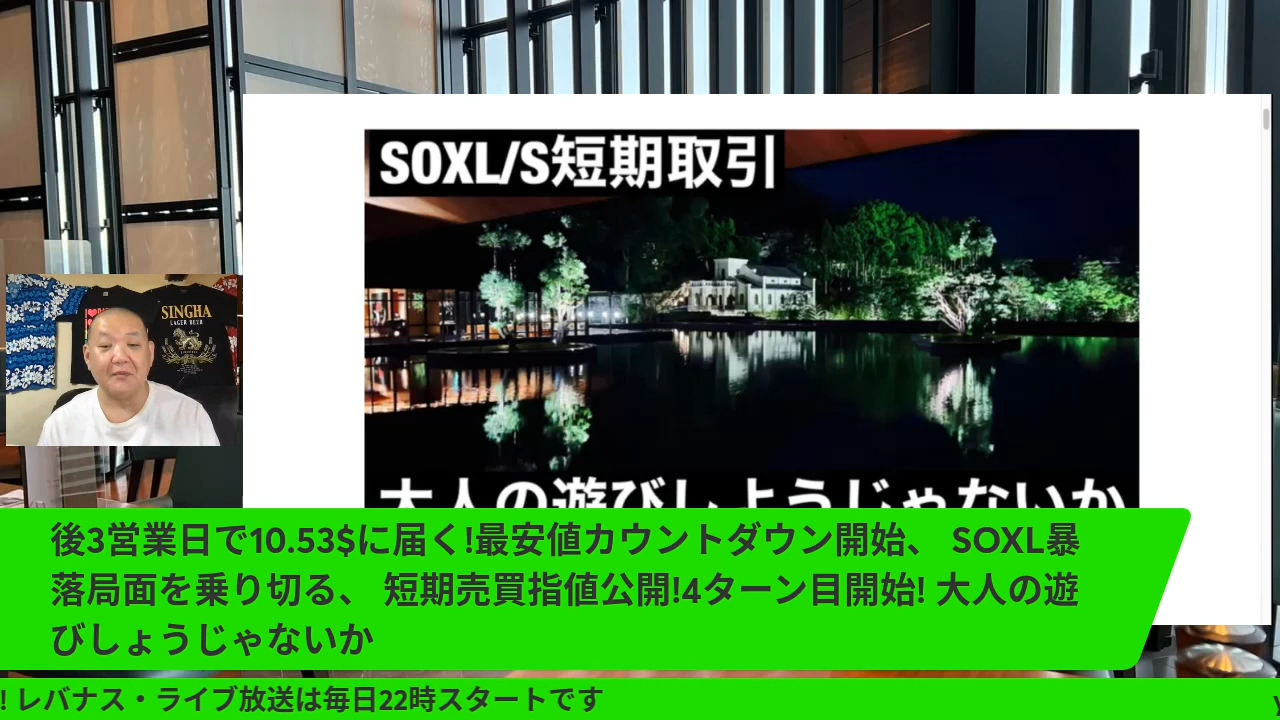 SOXL/S短期取引
SINGHA
LAGER BEER
大人の遊びしようじゃないか
後3営業日で10.53$に届く!最安値カウントダウン開始、 SOXL暴
落局面を乗り切る、 短期売買指値公開!4ターン目開始! 大人の遊
びしょうじゃないか
! レバナス・ライブ放送は毎日22時スタートです